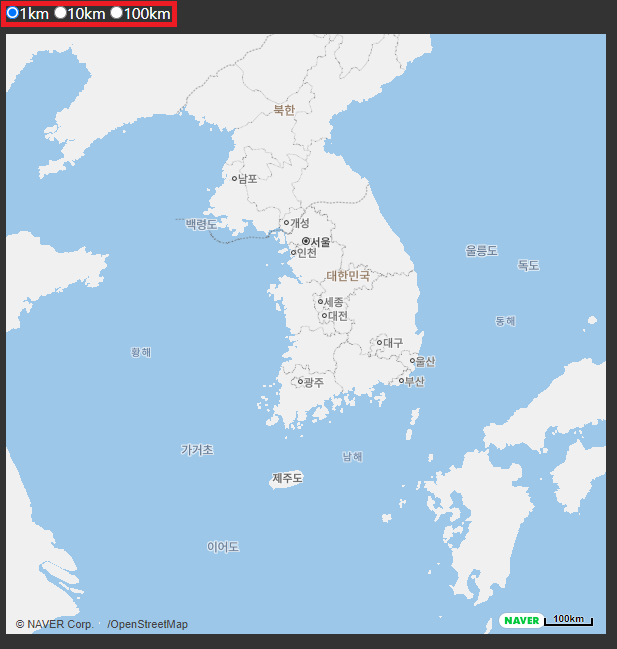 1km 10km 100km
북한
남포
백령도
개성
서울
인천
울릉도
독도
대한민국
세종
대전
동해
대구
황해
울산
광주
부산
가거초
남해
제주도
이어도
© NAVER Corp. · /OpenStreetMap
NAVER 100km